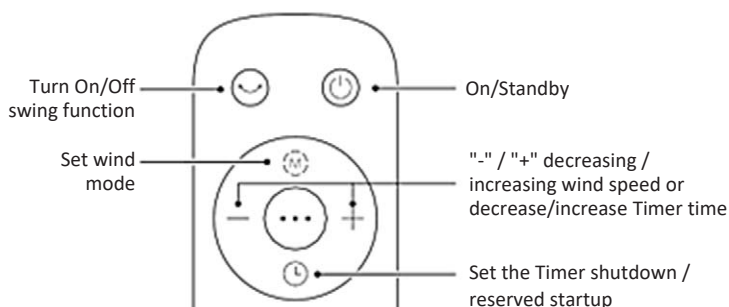 Turn On/Off
swing function
On/Standby
Set wind
mode
M
"-" / "+" decreasing /
increasing wind speed or
decrease/increase Timer time
Set the Timer shutdown /
reserved startup